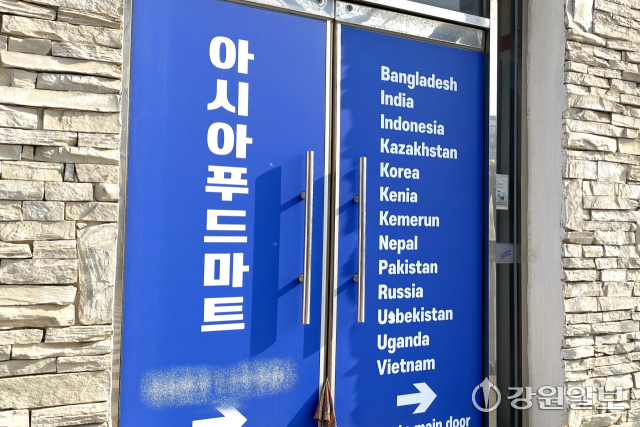 아시아푸드마트
Bangladesh
India
Indonesia
Kazakhstan
Korea
Kenia
Kemerun
Nepal
Pakistan
Russia
Usbekistan
Uganda
Vietnam
main door
강원일보